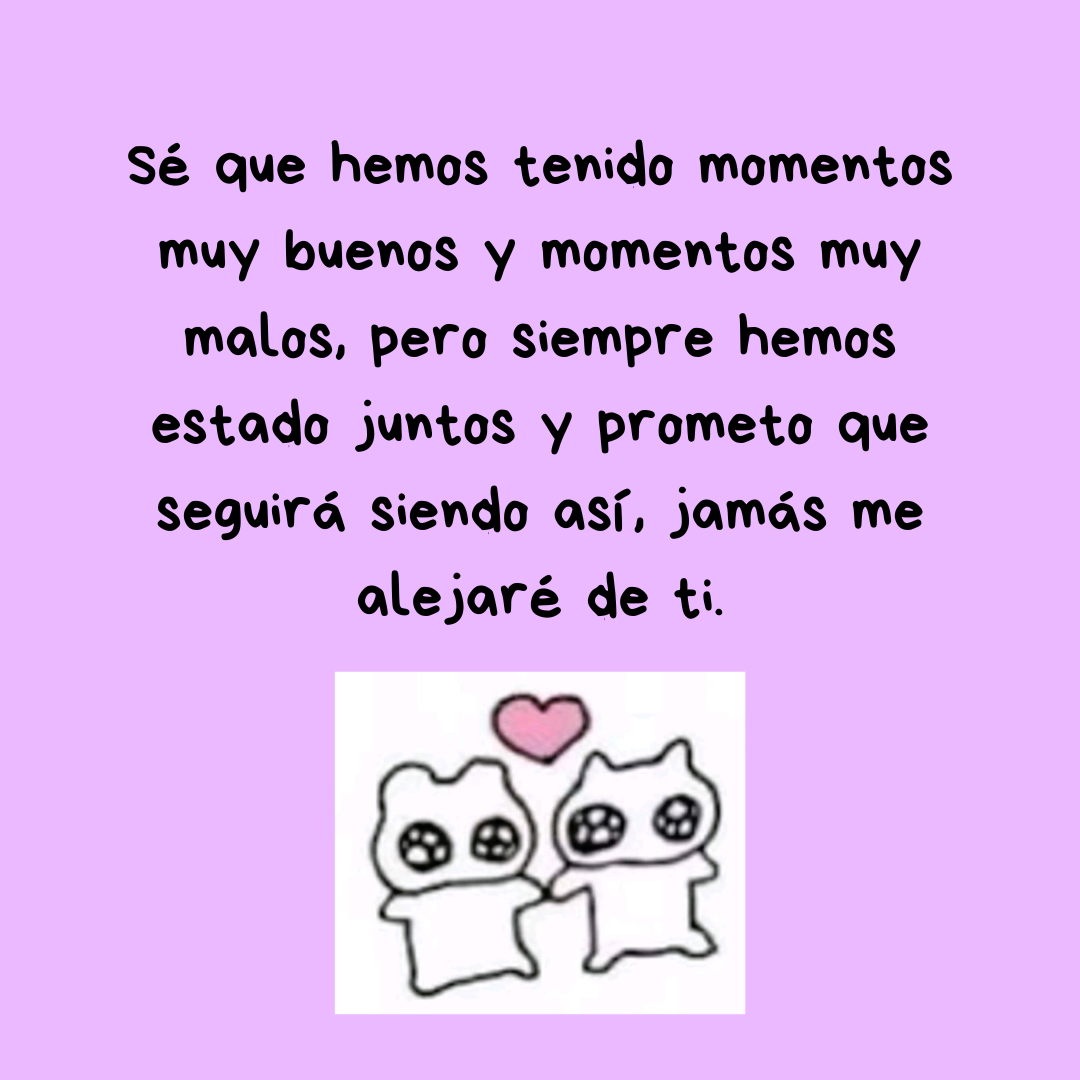 Sé que hemos tenido momentos
muy buenos y momentos muy
malos, pero siempre hemos
estado juntos y prometo que
seguirá siendo así, jamás me
alejaré de ti.